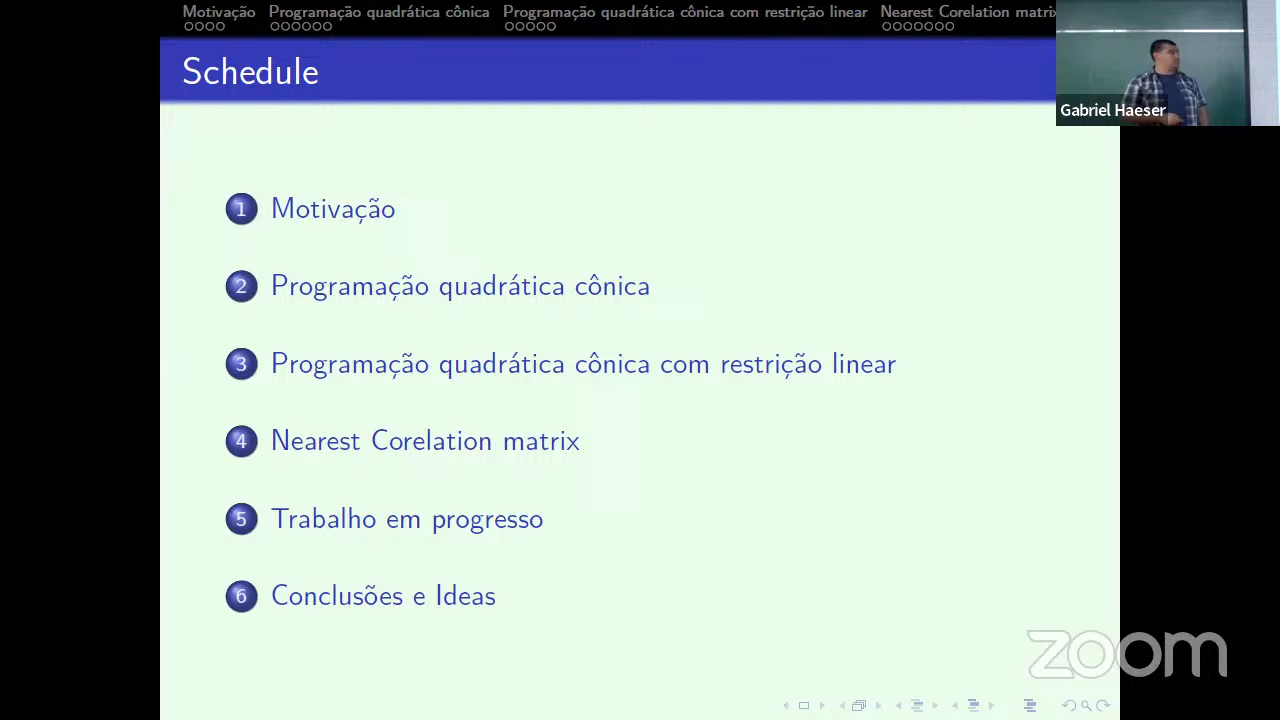 Motivação Programação quadrática cônica Programação quadrática cônica com restrição linear Nearest Corelation matrix
Schedule
Gabriel Haeser
1 Motivação
2 Programação quadrática cônica
3 Programação quadrática cônica com restrição linear
4 Nearest Corelation matrix
5 Trabalho em progresso
6 Conclusões e Ideas
zoom